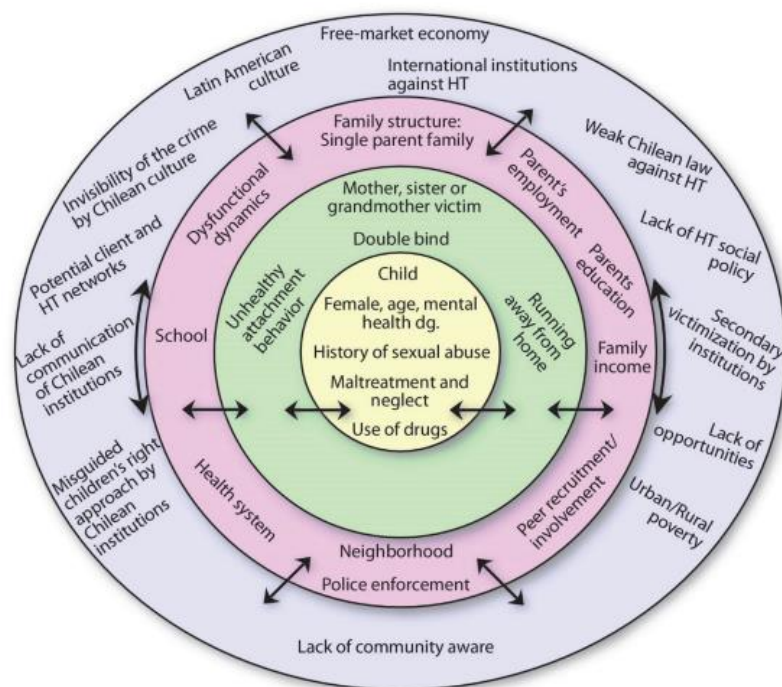 Free-market economy
Latin American
culture
International institutions
against HT
Invisibility of the crime
by Chilean culture
Weak Chilean law
against HT
Potential client and
HT networks
Lack of HT social
policy
Lack of
communication
of Chilean
institutions
Secondary
victimization by
institutions
Misguided
children's right
approach by
Chilean
institutions
Lack of
opportunities
Urban/Rural
poverty
Lack of community aware
Family structure:
Single parent family
Dysfunctional
dynamics
Parent's
employment
Parents
education
School
Family
income
Health system
Peer recruitment/
involvement
Neighborhood
Police enforcement
Mother, sister or
grandmother victim
Double bind
Unhealthy
attachment
behavior
Running
away from
home
Child
Female, age, mental
health dg.
History of sexual abuse
Maltreatment and
neglect
Use of drugs